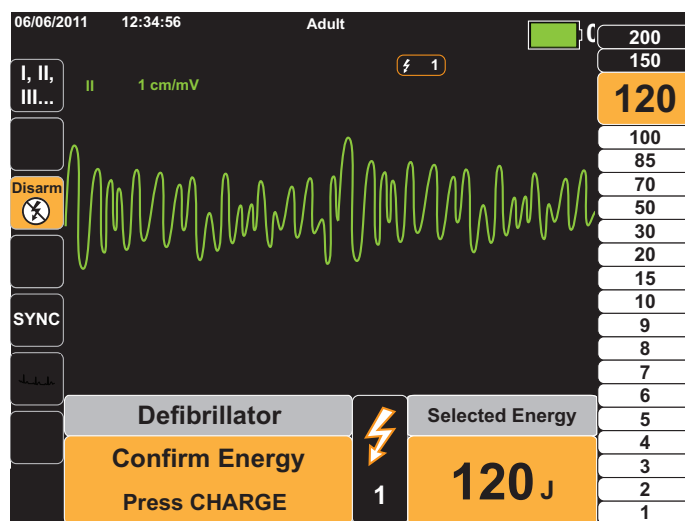 06/06/2011 12:34:56 Adult
1
I, II,
III...
II 1 cm/mV
Disarm
SYNC
Defibrillator
Confirm Energy
Press CHARGE
1
Selected Energy
120 J
200
150
120
100
85
70
50
30
20
15
10
9
8
7
6
5
4
3
2
1